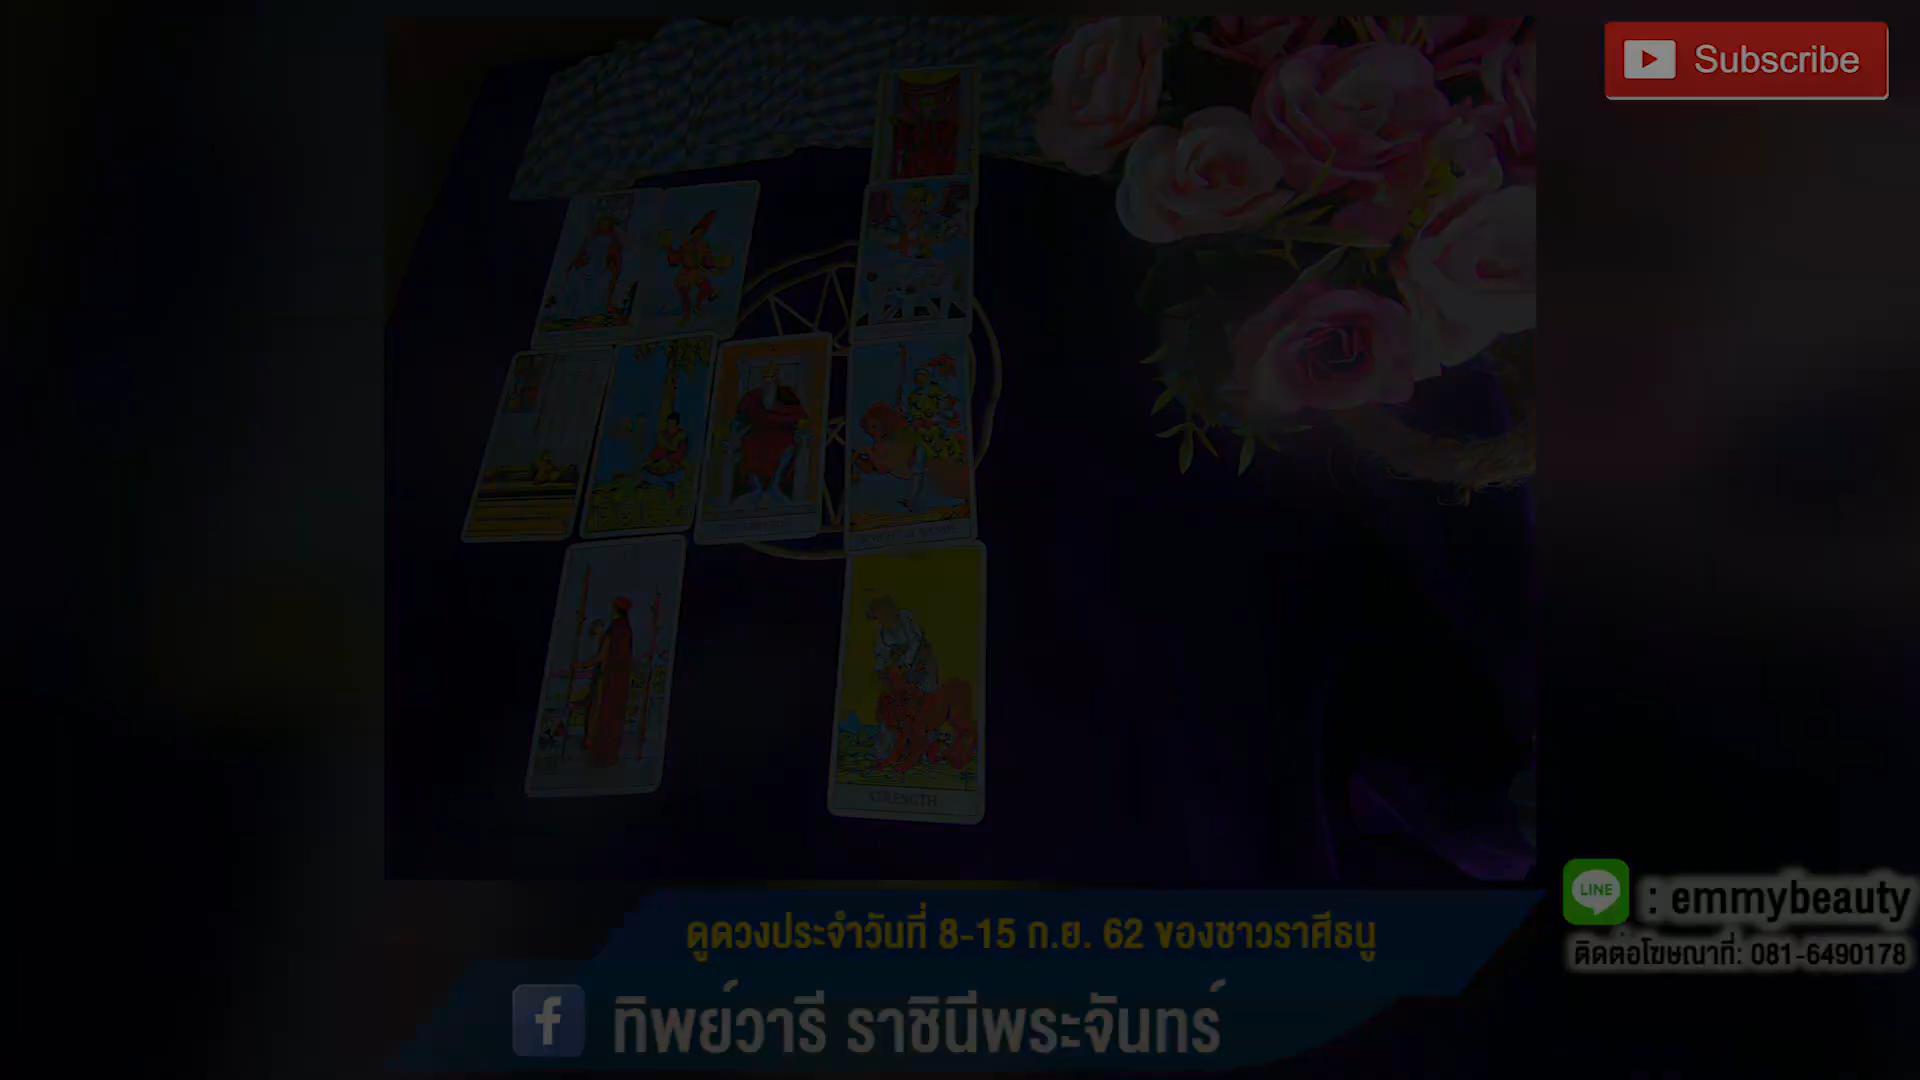 Subscribe
STRENGTH
LINE
: emmybeauty
ติดต่อโฆษณาที่: 081-6490178
ดูดวงประจำวันที่ 8-15 ก.ย. 62 ของชาวราศีธนู
ทิพย์วารี ราชินีพระจันทร์